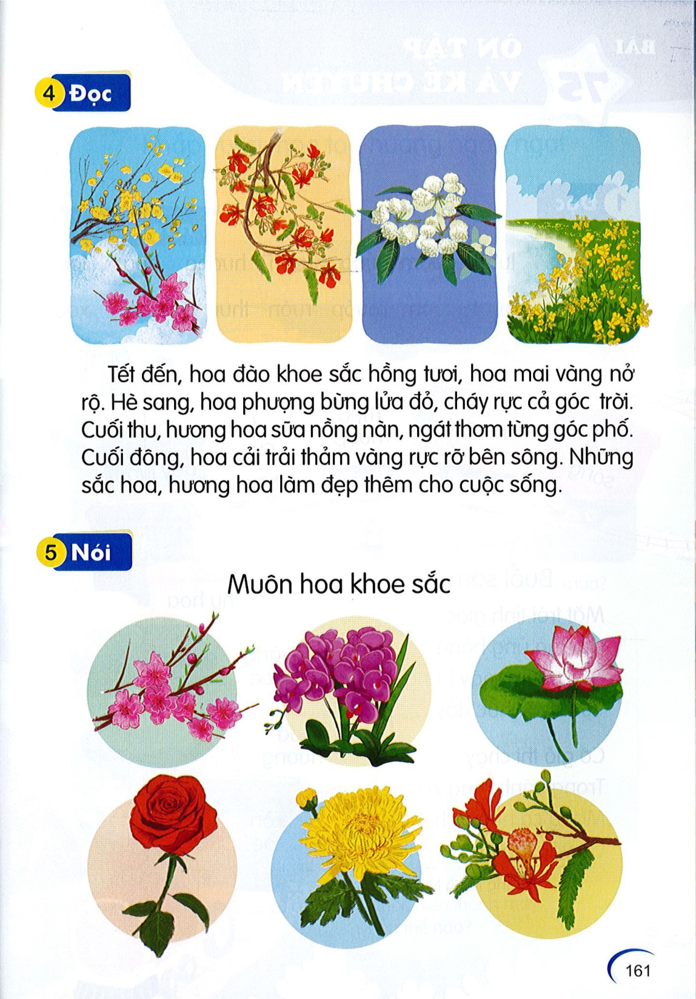 4 Đọc
Tết đến, hoa đào khoe sắc hồng tươi, hoa mai vàng nở
rộ. Hè sang, hoa phượng bừng lửa đỏ, cháy rực cả góc trời.
Cuối thu, hương hoa sữa nồng nàn, ngát thơm từng góc phố.
Cuối đông, hoa cải trải thảm vàng rực rỡ bên sông. Những
sắc hoa, hương hoa làm đẹp thêm cho cuộc sống.
5 Nói
Muôn hoa khoe sắc
161